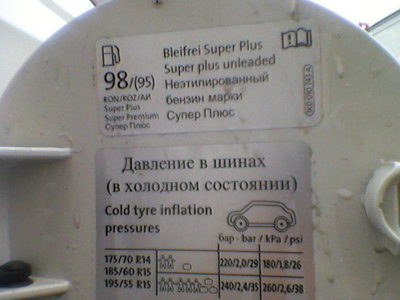 Bleifrei Super Plus
Super plus unleaded
Неэтилированный
бензин марки
Супер Плюс
98/(95)
RON/ROZ/АИ
Super Plus
Super Premium
Супер Плюс
Давление в шинах
(в холодном состоянии)
Cold tyre inflation
pressures
бар - bar / kPa / psi
175/70 R14
185/60 R15
195/55 R15
220/2,0/29 180/1,8/26
240/2,4/35 260/2,6/38